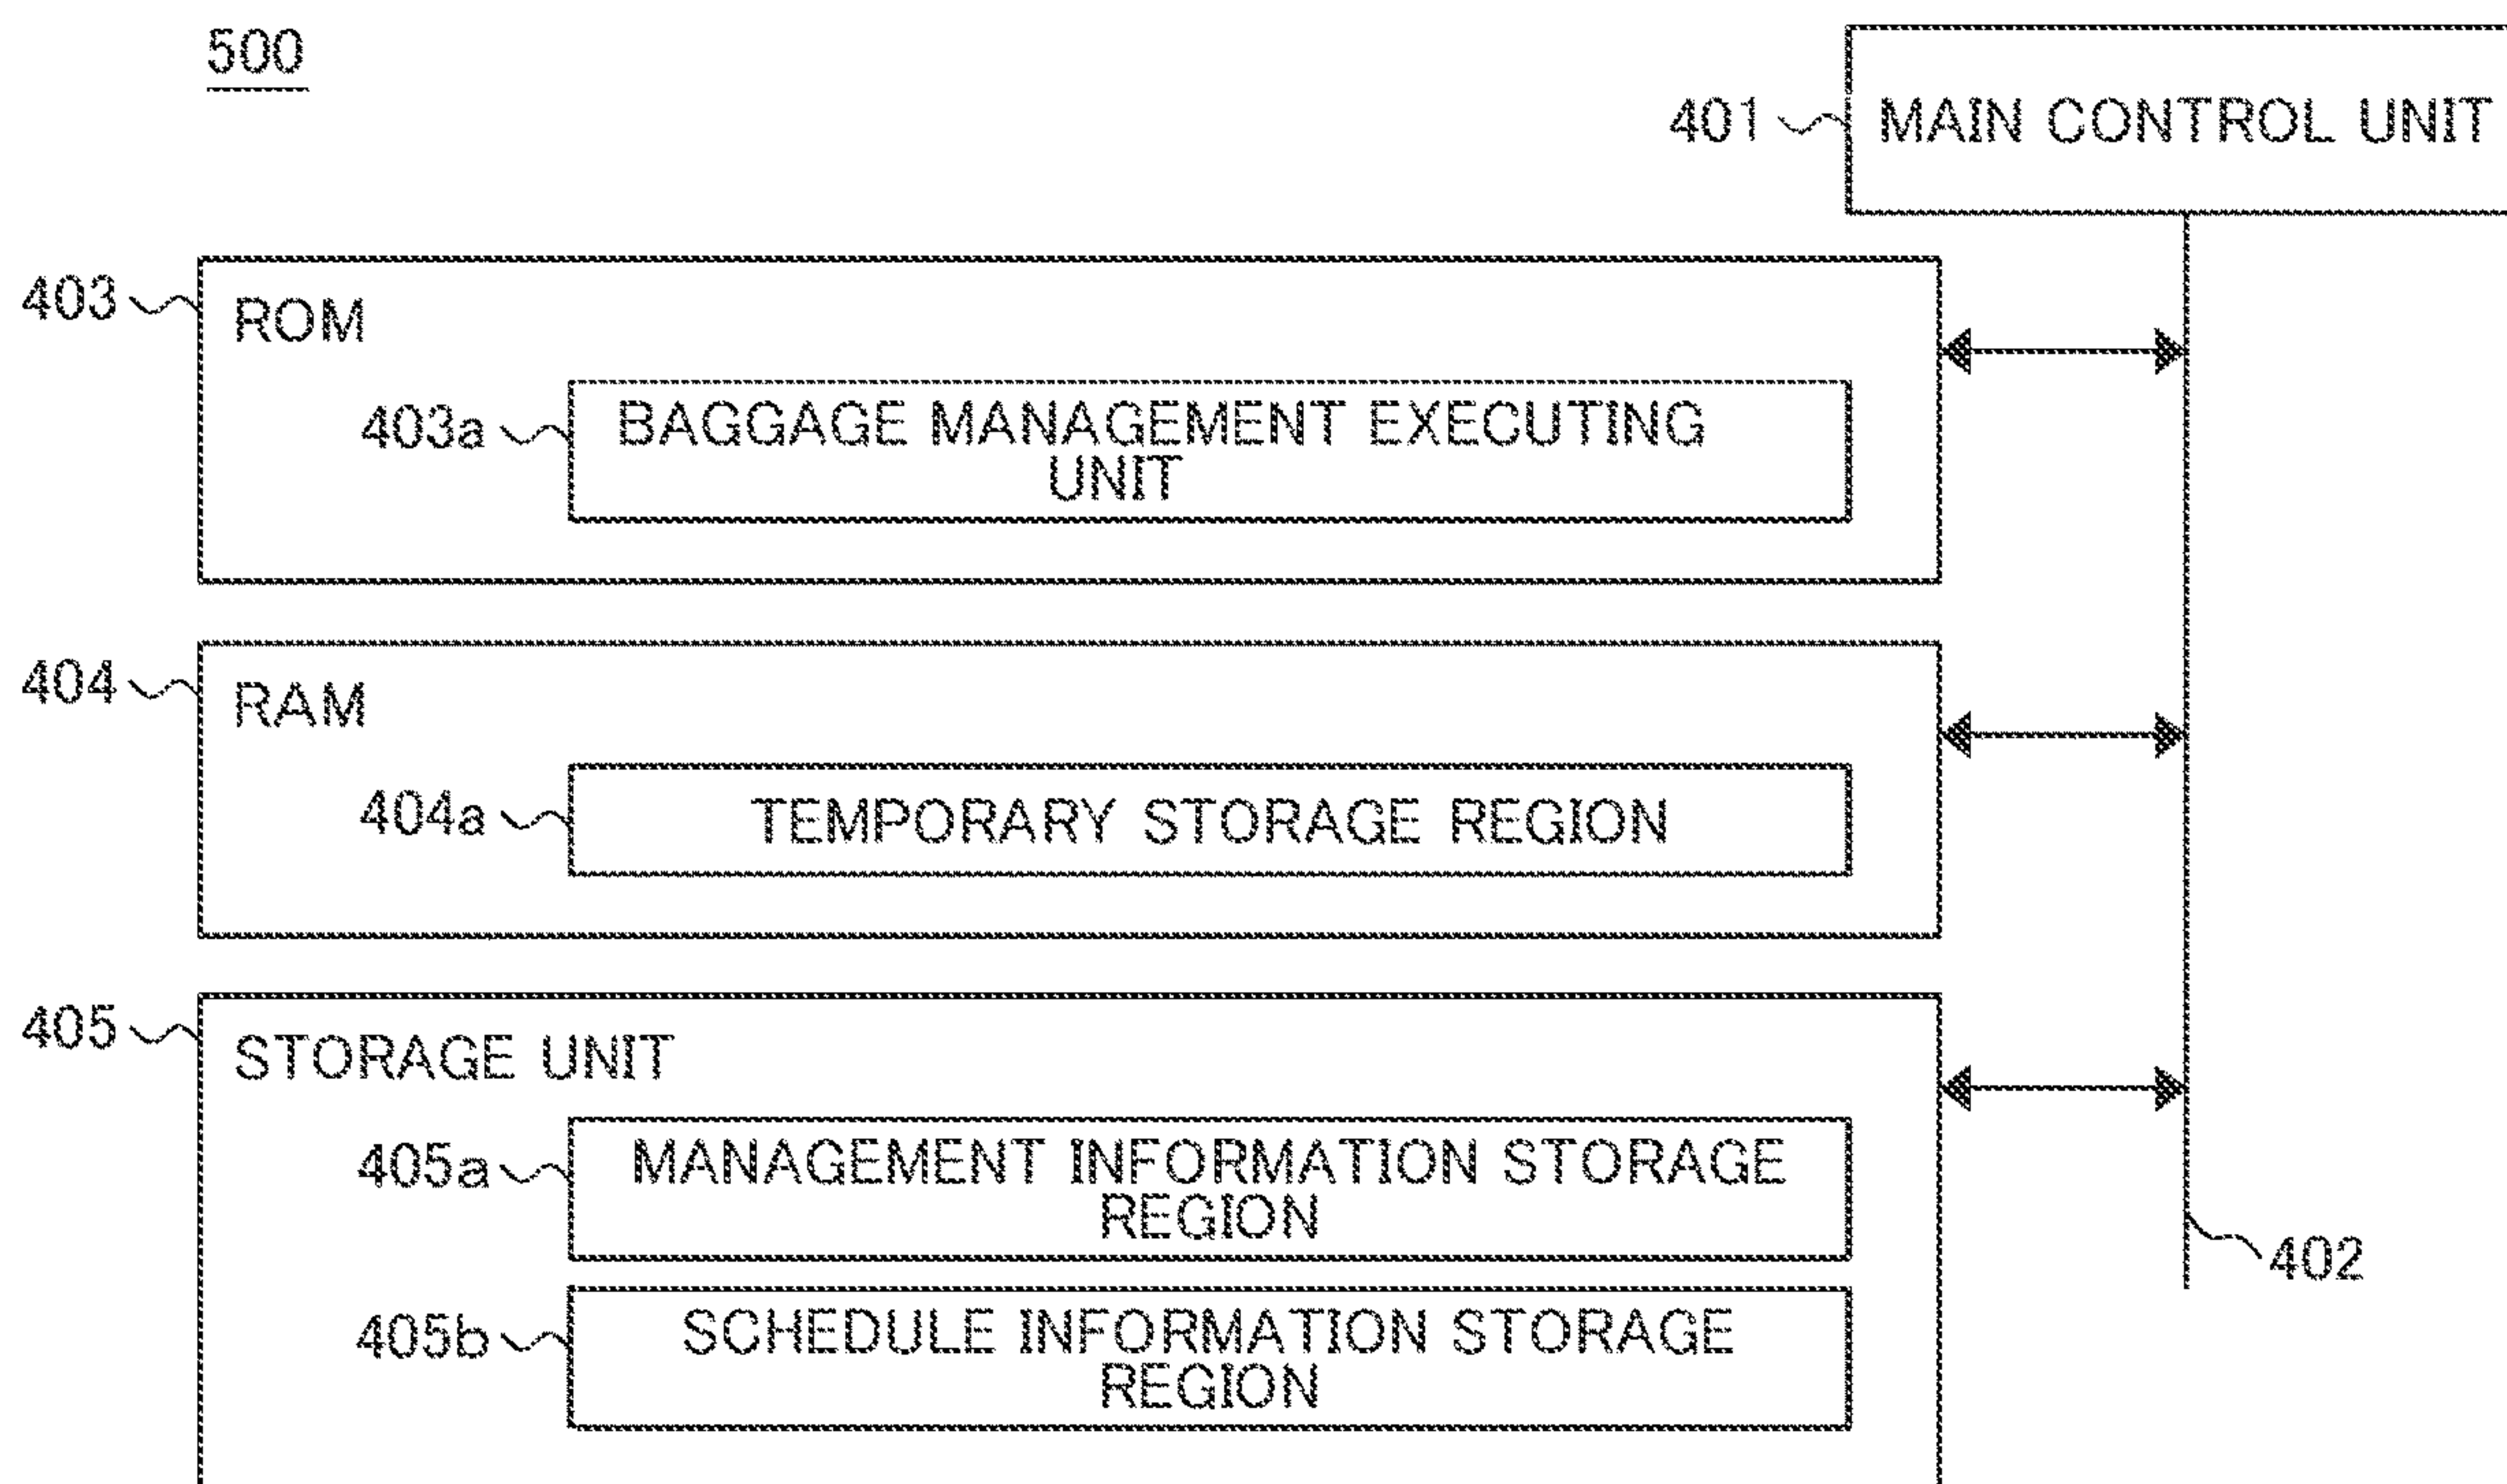 500
401 MAIN CONTROL UNIT
403 ROM
403a BAGGAGE MANAGEMENT EXECUTING
UNIT
404 RAM
404a TEMPORARY STORAGE REGION
405 STORAGE UNIT
405a MANAGEMENT INFORMATION STORAGE
REGION
402
405b SCHEDULE INFORMATION STORAGE
REGION